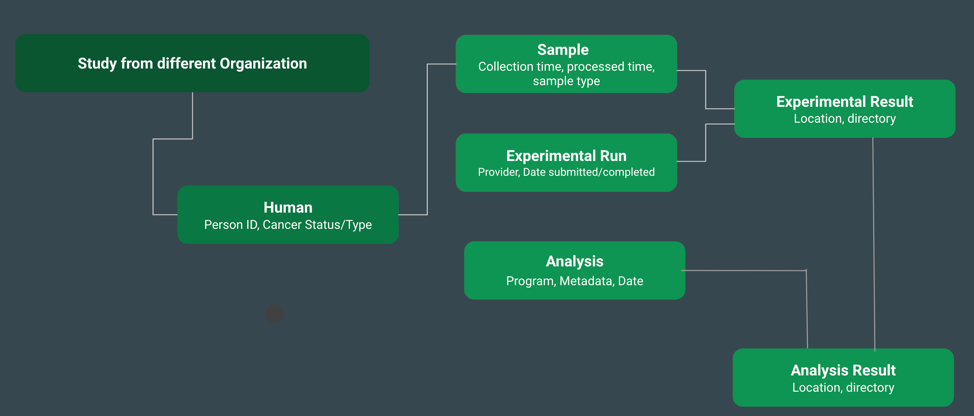 Study from different Organization
Human
Person ID, Cancer Status/Type
Sample
Collection time, processed time,
sample type
Experimental Run
Provider, Date submitted/completed
Analysis
Program, Metadata, Date
Experimental Result
Location, directory
Analysis Result
Location, directory